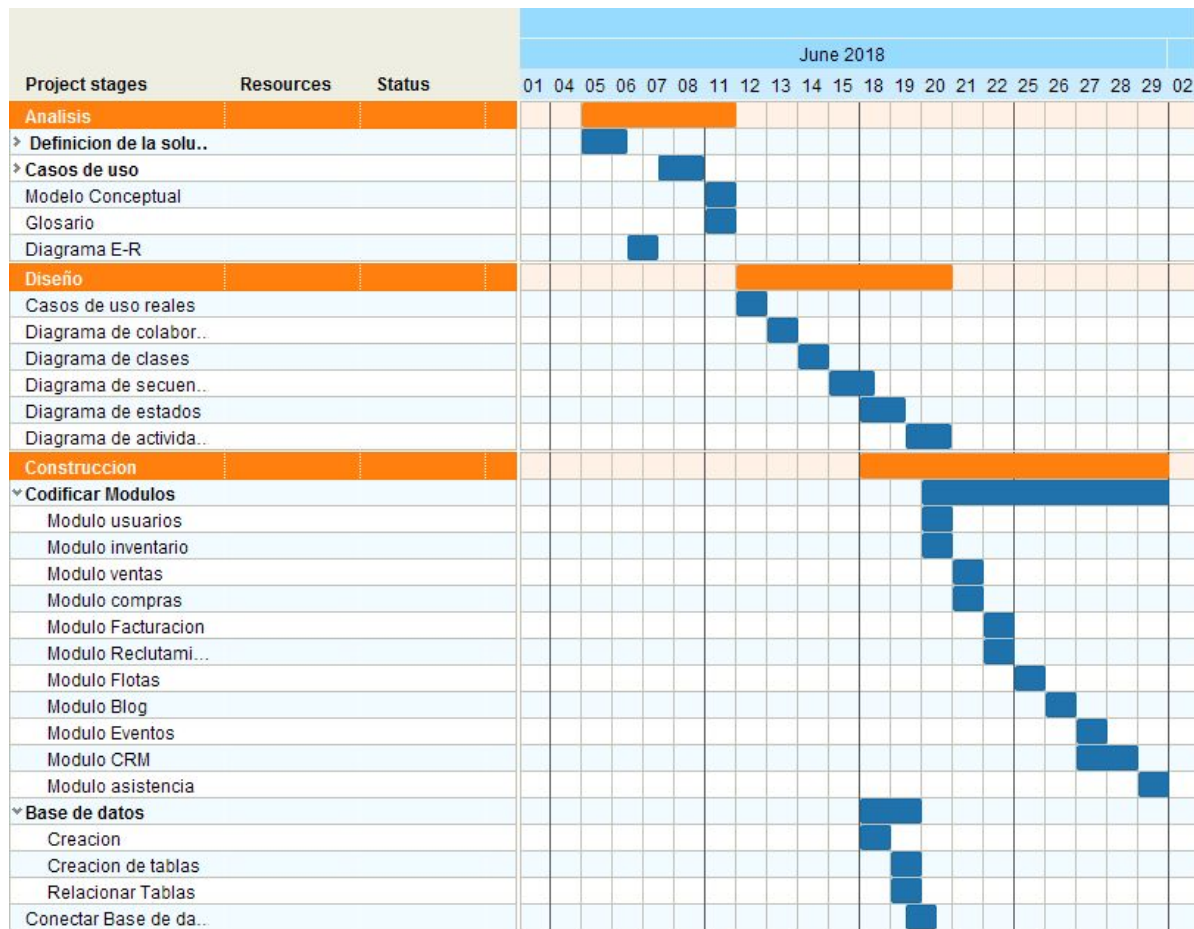 June 2018
Project stages Resources Status 01 04 05 06 07 08 11 12 13 14 15 18 19 20 21 22 25 26 27 28 29 02
Analisis
Definicion de la solu..
Casos de uso
Modelo Conceptual
Glosario
Diagrama E-R
Diseño
Casos de uso reales
Diagrama de colabor..
Diagrama de clases
Diagrama de secuen..
Diagrama de estados
Diagrama de activida..
Construccion
Codificar Modulos
Modulo usuarios
Modulo inventario
Modulo ventas
Modulo compras
Modulo Facturacion
Modulo Reclutami...
Modulo Flotas
Modulo Blog
Modulo Eventos
Modulo CRM
Modulo asistencia
Base de datos
Creacion
Creacion de tablas
Relacionar Tablas
Conectar Base de da..